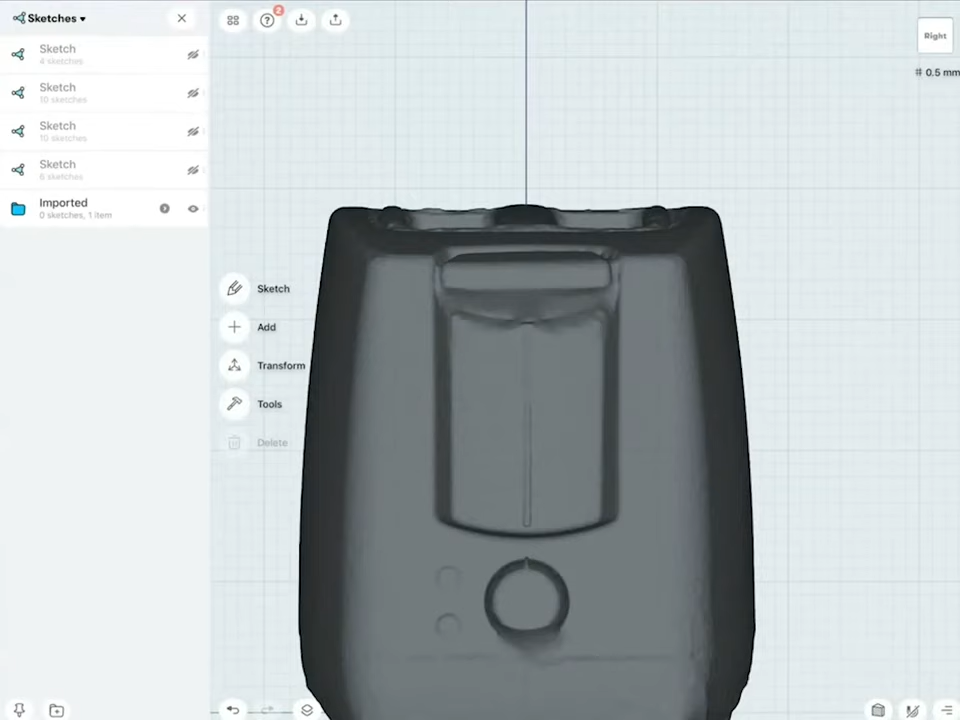 Sketches
2
Right
0.5 mm
Sketch
4 sketches
Sketch
10 sketches
Sketch
10 sketches
Sketch
6 sketches
Imported
0 sketches, 1 item
Sketch
Add
Transform
Tools
Delete